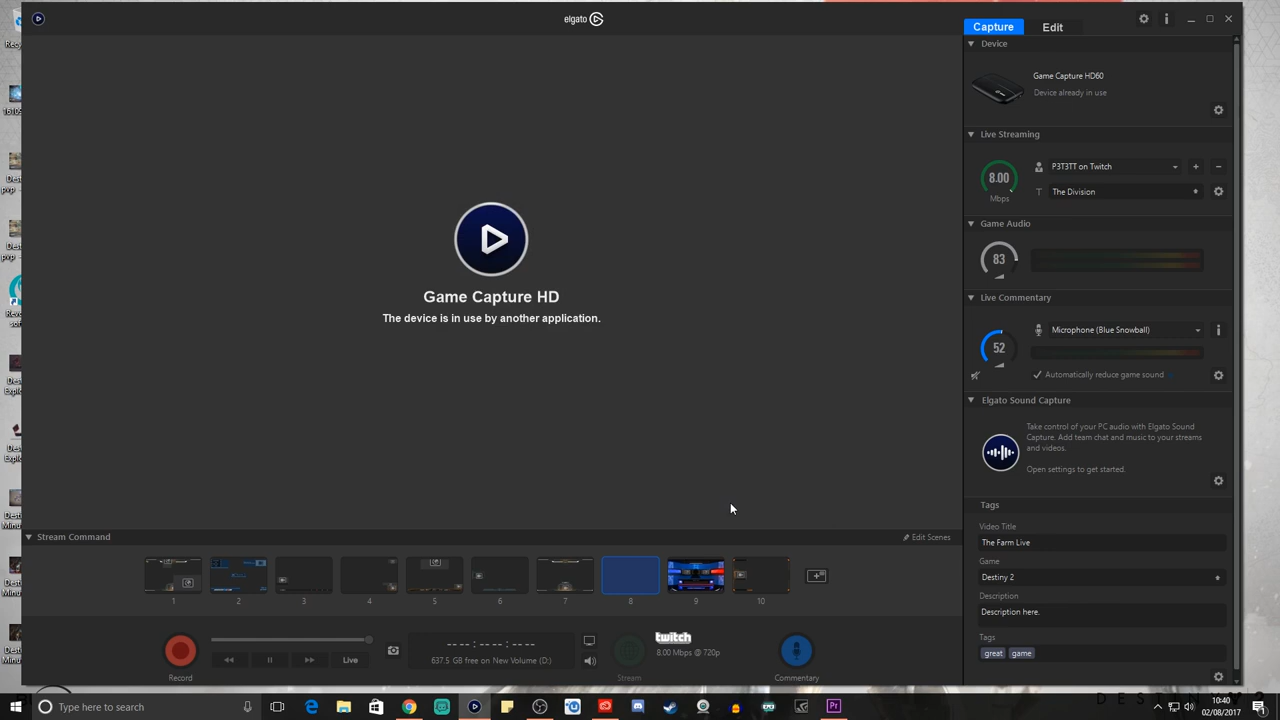 elgato
Capture
Edit
Device
Game Capture HD60
Device already in use
Live Streaming
8.00
Mbps
P3T3TT on Twitch
T
The Division
Game Audio
83
Live Commentary
52
Microphone (Blue Snowball)
Automatically reduce game sound
Elgato Sound Capture
Take control of your PC audio with Elgato Sound
Capture. Add team chat and music to your streams
and videos.
Open settings to get started.
Tags
Video Title
The Farm Live
Game
Destiny 2
Description
Description here.
Tags
great game
Game Capture HD
The device is in use by another application.
Stream Command
Edit Scenes
1 2 3 4 5 6 7 8 9 10
Record
Live
-- -- : -- -- : -- --
637.5 GB free on New Volume (D:)
Stream
twitch
8.00 Mbps @ 720p
Commentary
Type here to search
Pr
10:40
02/08/2017
1